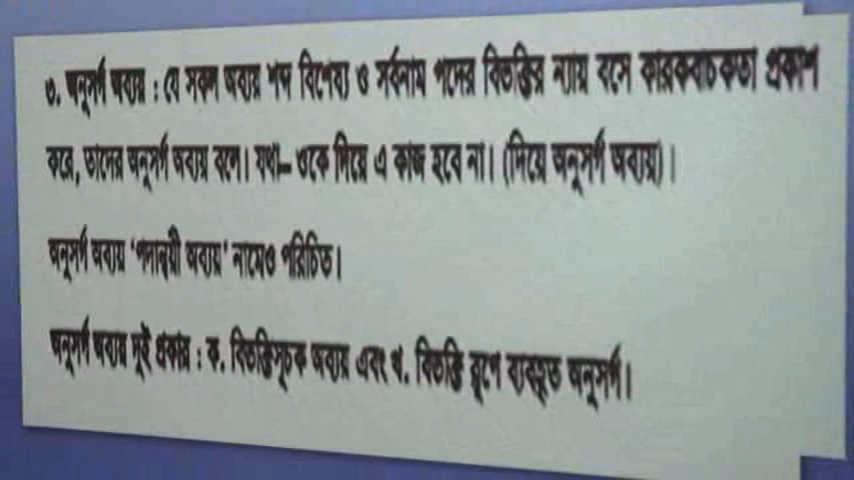 ৩. অনুসর্গ অব্যয় : যে সকল অব্যয় শব্দ বিশেষ্য ও সর্বনাম পদের বিভক্তির ন্যায় বসে কারকবাচকতা প্রকাশ
করে, তাদের অনুসর্গ অব্যয় বলে। যথা– ওকে দিয়ে এ কাজ হবে না। (দিয়ে অনুসর্গ অব্যয়)।
অনুসর্গ অব্যয় ‘পদান্বয়ী অব্যয়’ নামেও পরিচিত।
অনুসর্গ অব্যয় দুই প্রকার : ক. বিভক্তিসূচক অব্যয় এবং খ. বিভক্তি রূপে ব্যবহৃত অনুসর্গ।